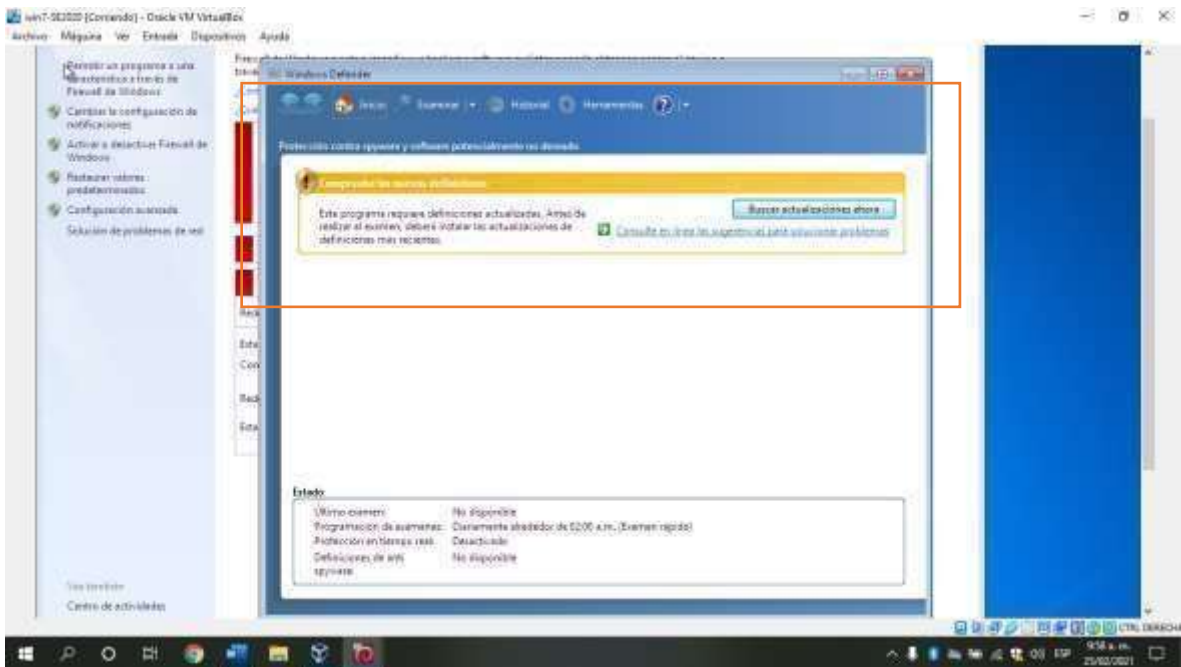 win7-SE2020 [Corriendo] - Oracle VM VirtualBox
Archivo Máquina Ver Entrada Dispositivos Ayuda
Permitir un programa o una
característica a través de
Firewall de Windows
Cambiar la configuración de
notificaciones
Activar o desactivar Firewall de
Windows
Restaurar valores
predeterminados
Configuración avanzada
Solución de problemas de red
Vea también
Centro de actividades
Rede
Esta
Con
Rede
Esta
Windows Defender
Inicio Examinar Historial Herramientas
Protección contra spyware y software potencialmente no deseado
Compruebe las nuevas definiciones
Este programa requiere definiciones actualizadas. Antes de
realizar el examen, deberá instalar las actualizaciones de
definiciones más recientes.
Buscar actualizaciones ahora
Consulte en línea las sugerencias para solucionar problemas
Estado
Último examen: No disponible
Programación de exámenes: Diariamente alrededor de 02:00 a.m. (Examen rápido)
Protección en tiempo real: Desactivado
Definiciones de anti No disponible
spyware:
CTRL DERECHA
ESP
9:58 a.m.
25/02/2021